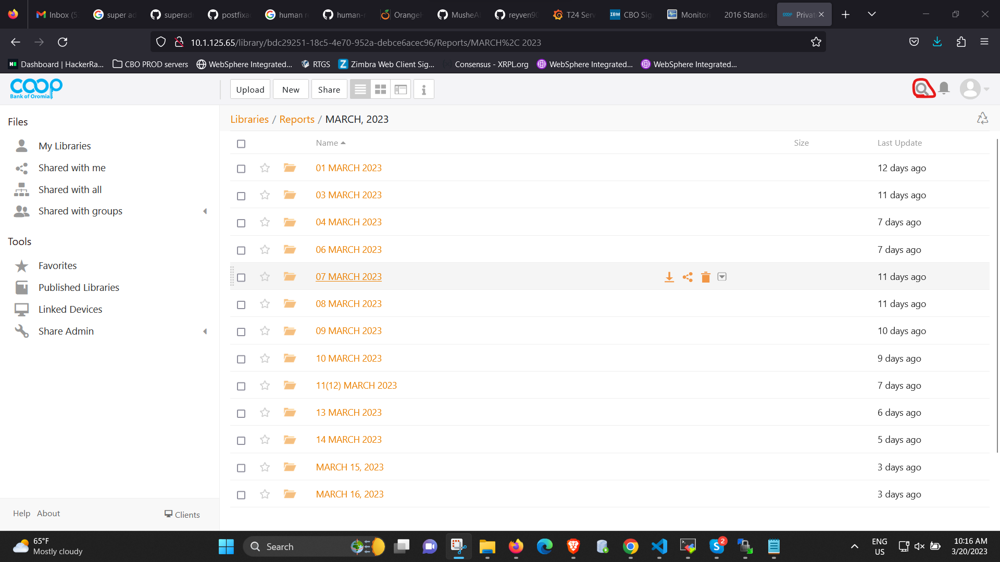 Inbox (5
super ad
superadm
postfixac
human re
human-r
OrangeH
MusheA
reyven90
T24 Serv
IBM CBO Sig
Monitor
2016 Standa
COOP Privat
10.1.125.65/library/bdc29251-18c5-4e70-952a-debce6acec96/Reports/MARCH%2C 2023
Dashboard | HackerRa...
CBO PROD servers
WebSphere Integrated...
RTGS
Zimbra Web Client Sig...
Consensus - XRPL.org
WebSphere Integrated...
WebSphere Integrated...
coop
Bank of Oromia
Upload
New
Share
Files
My Libraries
Shared with me
Shared with all
Shared with groups
Tools
Favorites
Published Libraries
Linked Devices
Share Admin
Help About
Clients
Libraries / Reports / MARCH, 2023
Name Size Last Update
01 MARCH 2023 12 days ago
03 MARCH 2023 11 days ago
04 MARCH 2023 7 days ago
06 MARCH 2023 7 days ago
07 MARCH 2023 11 days ago
08 MARCH 2023 11 days ago
09 MARCH 2023 10 days ago
10 MARCH 2023 9 days ago
11(12) MARCH 2023 7 days ago
13 MARCH 2023 6 days ago
14 MARCH 2023 5 days ago
MARCH 15, 2023 3 days ago
MARCH 16, 2023 3 days ago
65°F
Mostly cloudy
Search
2
ENG
US
10:16 AM
3/20/2023